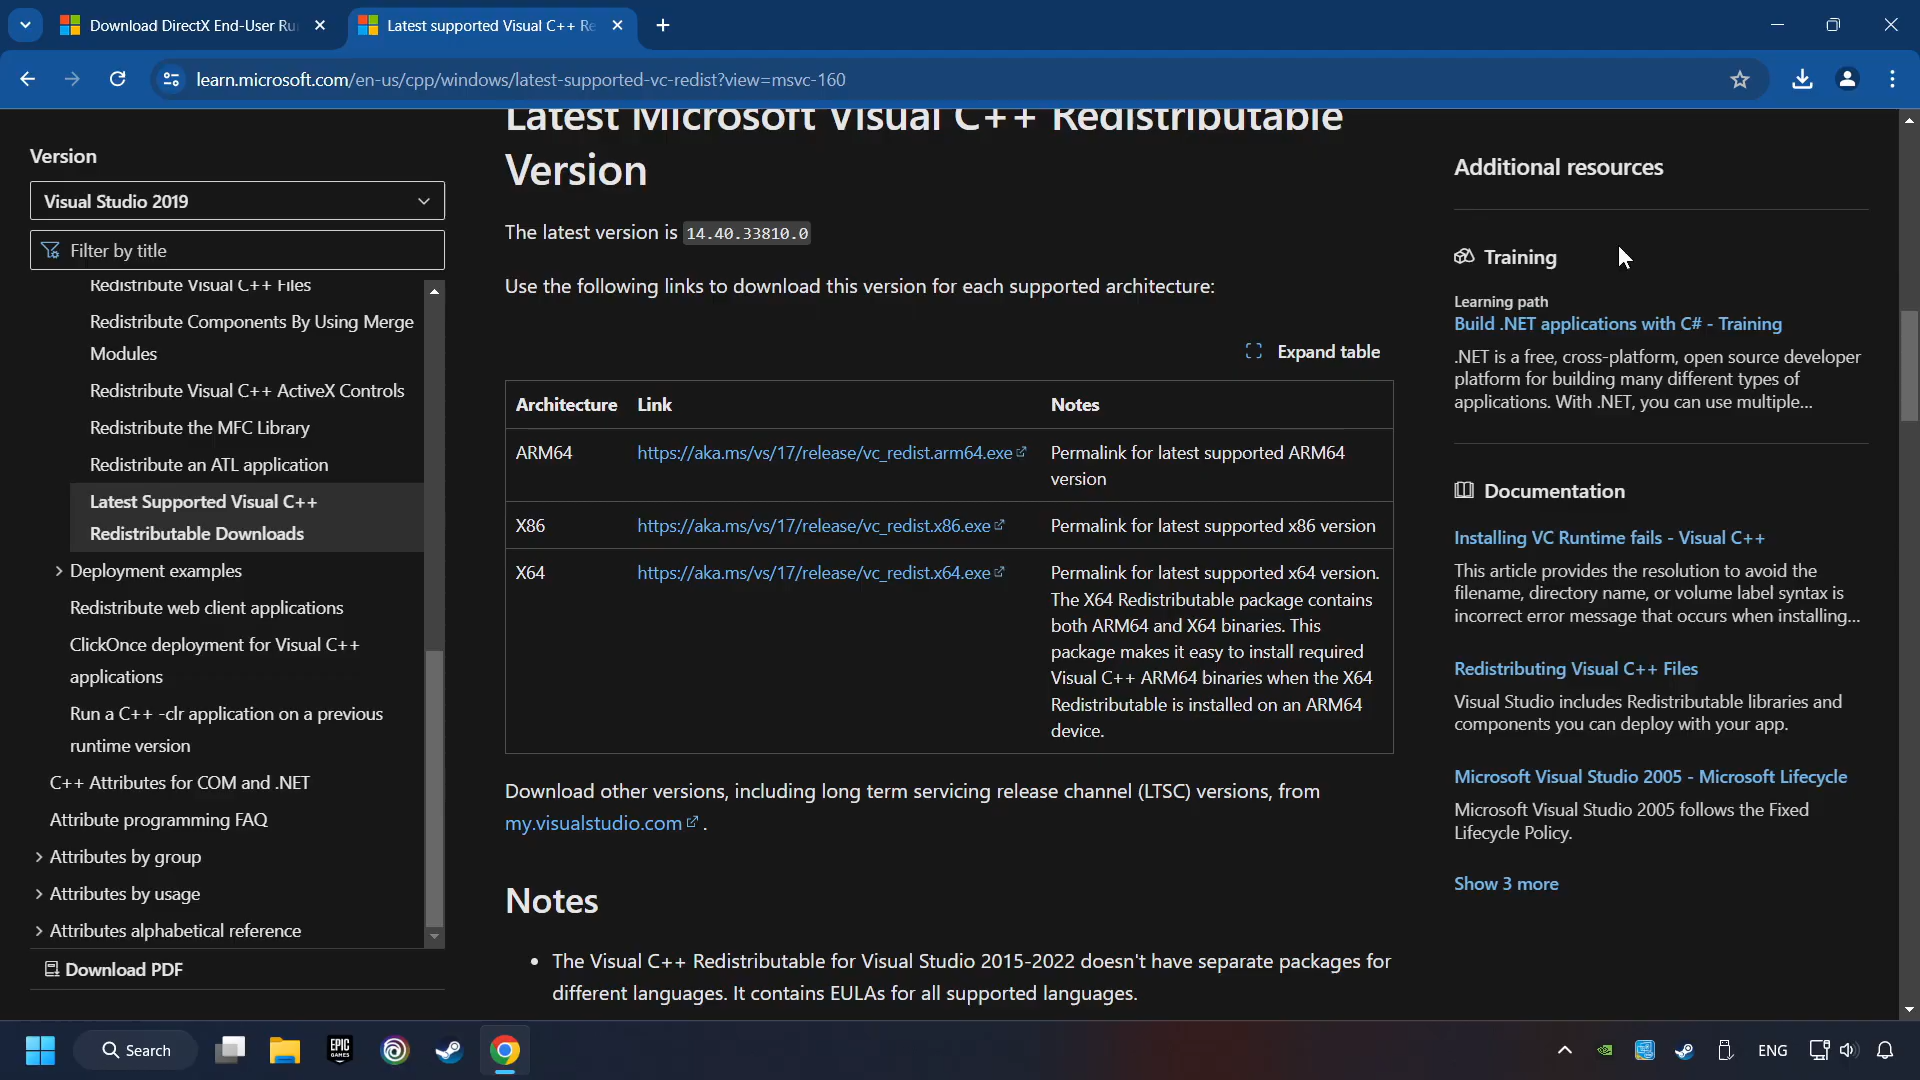 Download DirectX End-User Ru
Latest supported Visual C++ Re
learn.microsoft.com/en-us/cpp/windows/latest-supported-vc-redist?view=msvc-160
Version
Visual Studio 2019
Filter by title
Redistribute Visual C++ Files
Redistribute Components By Using Merge
Modules
Redistribute Visual C++ ActiveX Controls
Redistribute the MFC Library
Redistribute an ATL application
Latest Supported Visual C++
Redistributable Downloads
Deployment examples
Redistribute web client applications
ClickOnce deployment for Visual C++
applications
Run a C++ -clr application on a previous
runtime version
C++ Attributes for COM and .NET
Attribute programming FAQ
Attributes by group
Attributes by usage
Attributes alphabetical reference
Download PDF
Latest Microsoft Visual C++ Redistributable
Version
The latest version is 14.40.33810.0
Use the following links to download this version for each supported architecture:
Expand table
Architecture Link Notes
ARM64 https://aka.ms/vs/17/release/vc_redist.arm64.exe Permalink for latest supported ARM64
version
X86 https://aka.ms/vs/17/release/vc_redist.x86.exe Permalink for latest supported x86 version
X64 https://aka.ms/vs/17/release/vc_redist.x64.exe Permalink for latest supported x64 version.
The X64 Redistributable package contains
both ARM64 and X64 binaries. This
package makes it easy to install required
Visual C++ ARM64 binaries when the X64
Redistributable is installed on an ARM64
device.
Download other versions, including long term servicing release channel (LTSC) versions, from
my.visualstudio.com .
Notes
• The Visual C++ Redistributable for Visual Studio 2015-2022 doesn't have separate packages for
different languages. It contains EULAs for all supported languages.
Additional resources
Training
Learning path
Build .NET applications with C# - Training
.NET is a free, cross-platform, open source developer
platform for building many different types of
applications. With .NET, you can use multiple...
Documentation
Installing VC Runtime fails - Visual C++
This article provides the resolution to avoid the
filename, directory name, or volume label syntax is
incorrect error message that occurs when installing...
Redistributing Visual C++ Files
Visual Studio includes Redistributable libraries and
components you can deploy with your app.
Microsoft Visual Studio 2005 - Microsoft Lifecycle
Microsoft Visual Studio 2005 follows the Fixed
Lifecycle Policy.
Show 3 more
Search
EPIC
GAMES
ENG